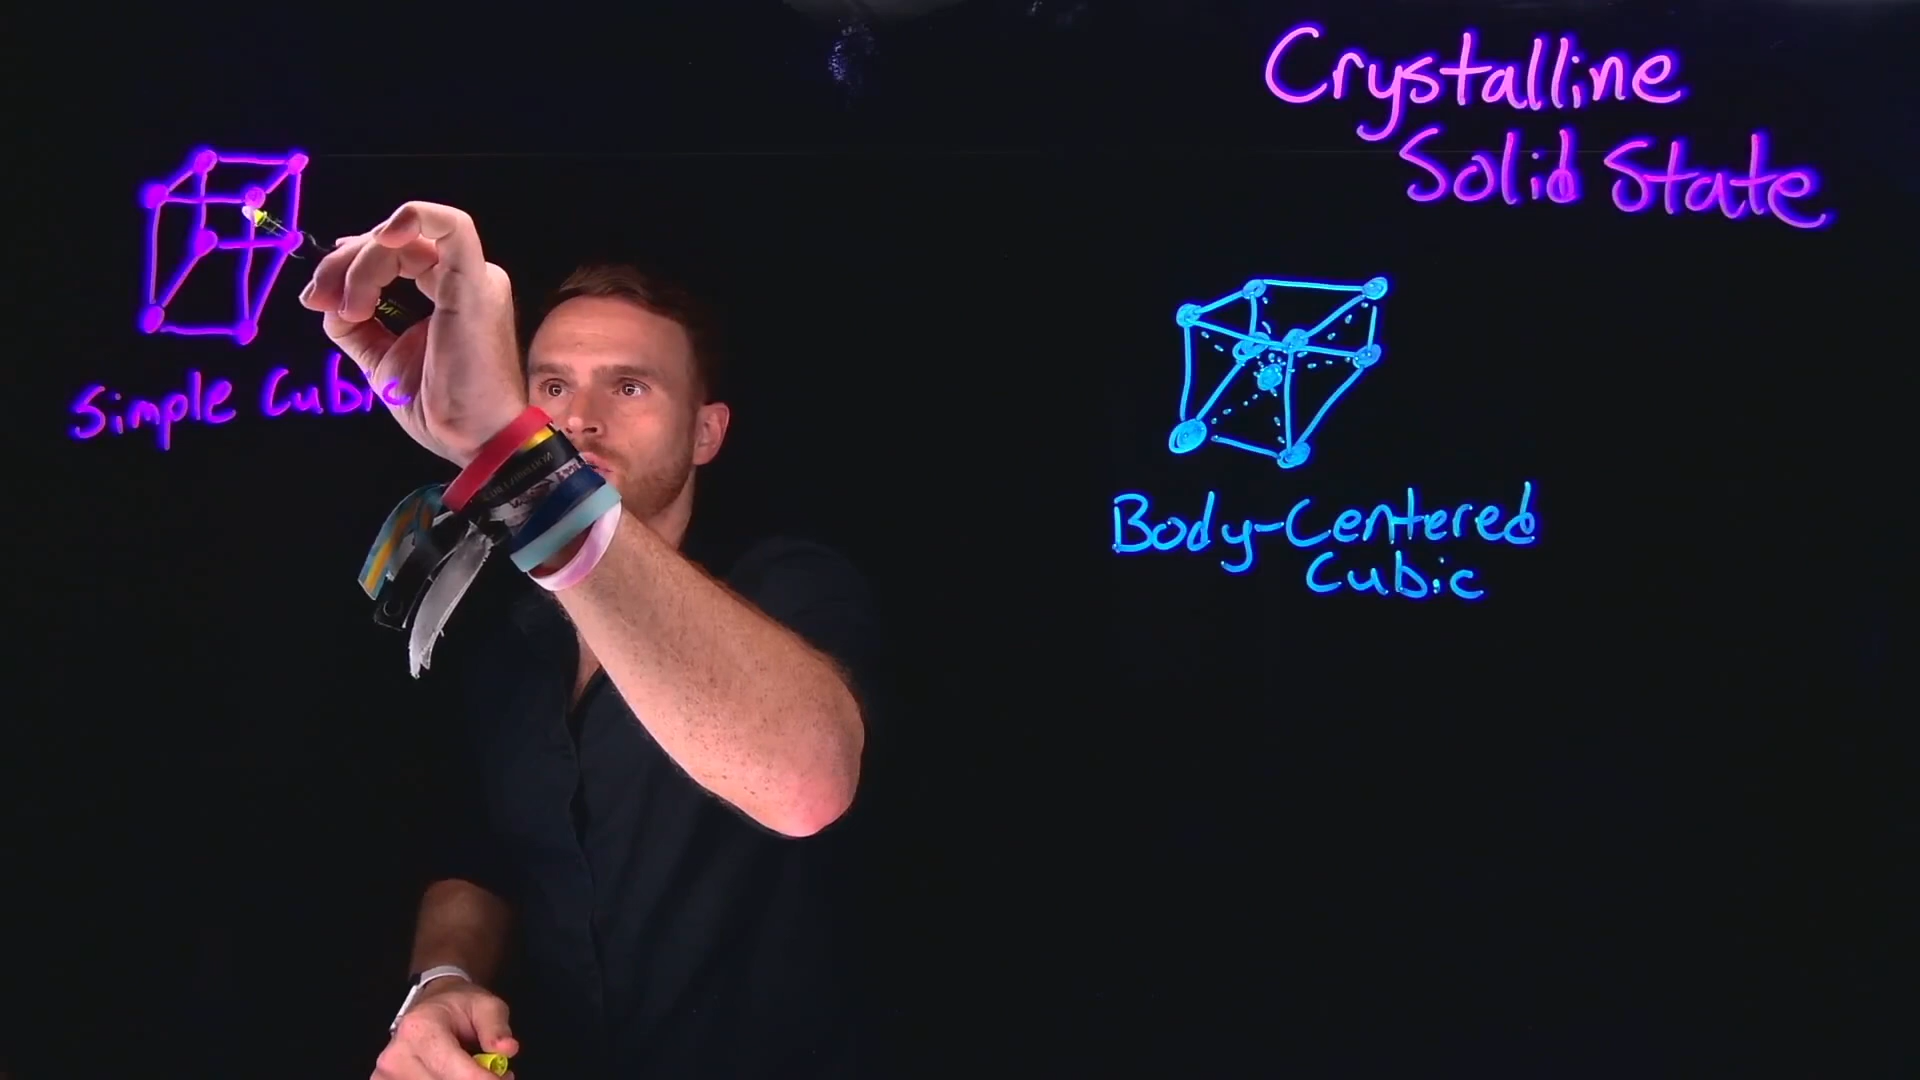 Crystalline
Solid State
Simple Cubic
Body-Centered
Cubic